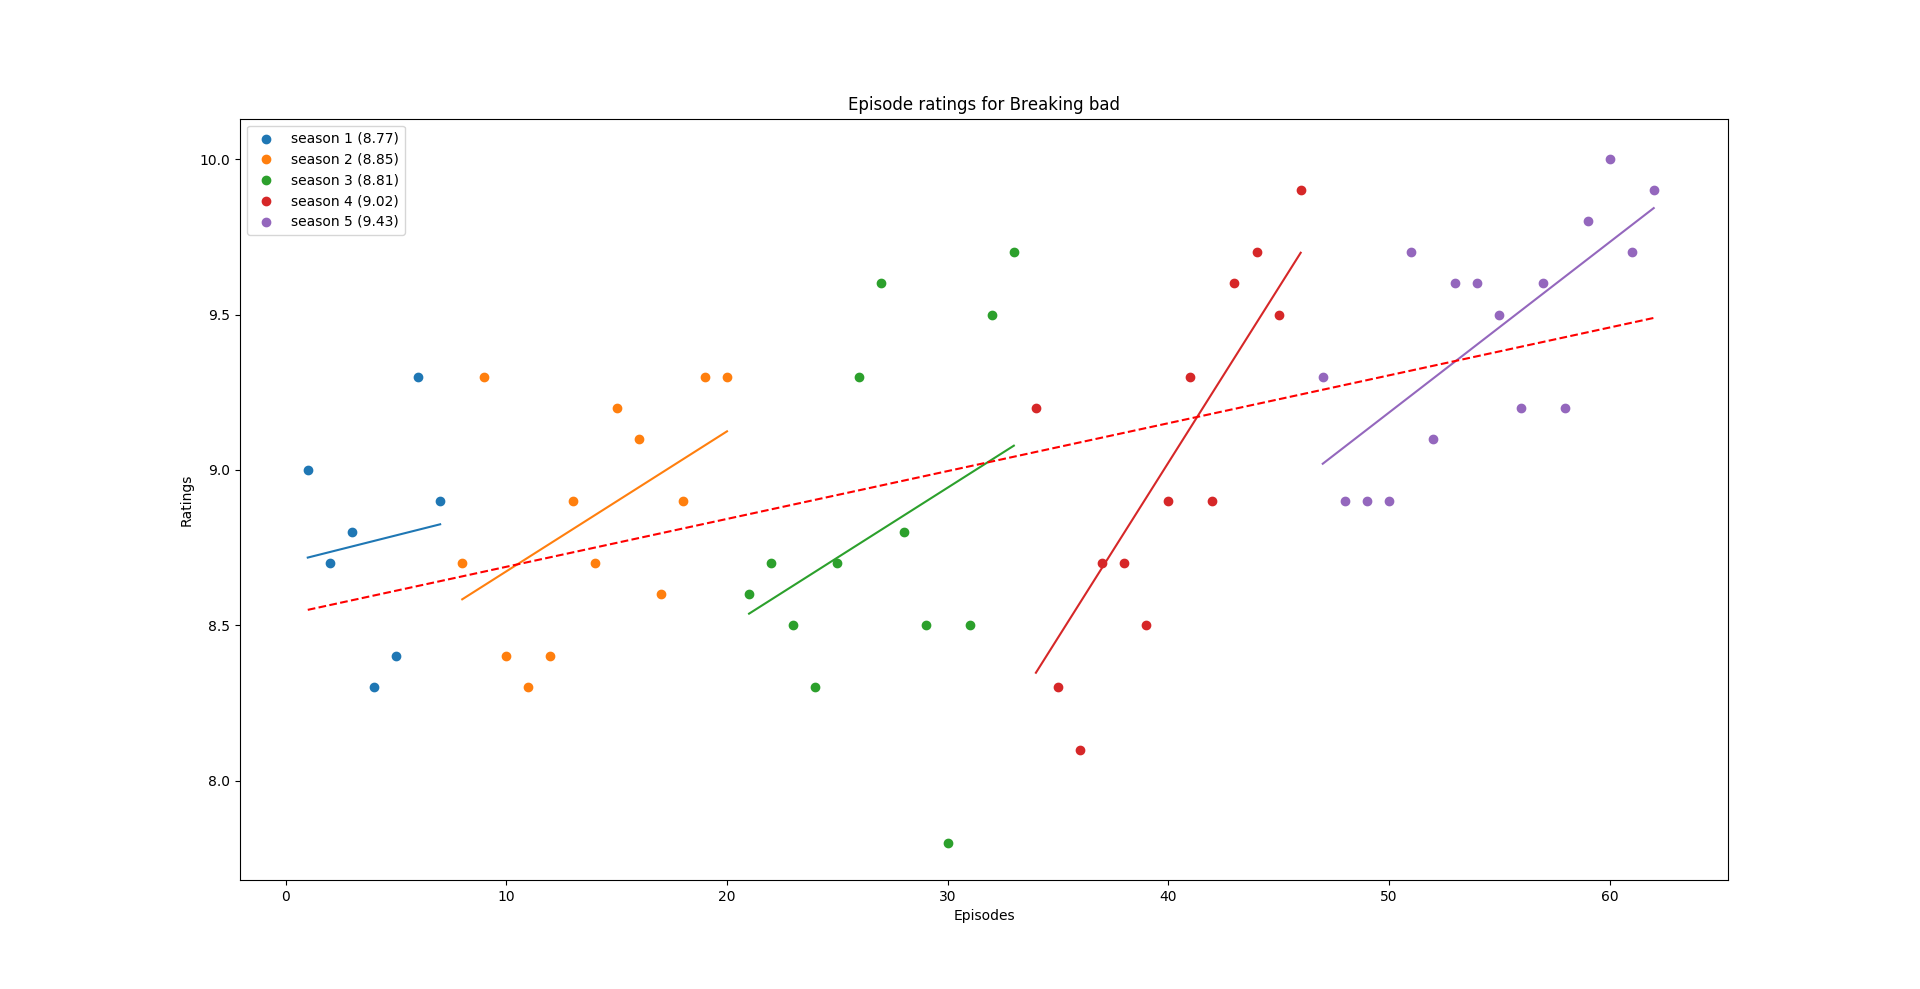 Episode ratings for Breaking bad
season 1 (8.77)
season 2 (8.85)
season 3 (8.81)
season 4 (9.02)
season 5 (9.43)
10.0
9.5
9.0
8.5
8.0
Ratings
0 10 20 30 40 50 60
Episodes